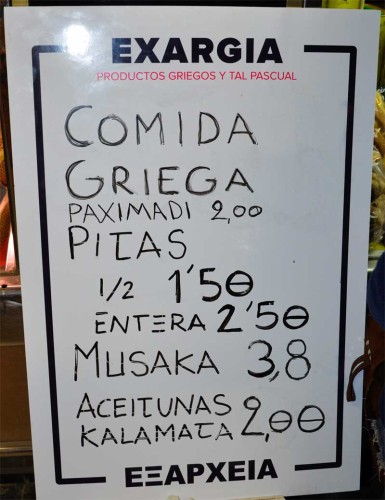 EXARGIA
PRODUCTOS GRIEGOS Y TAL PASCUAL
COMIDA
GRIEGA
PAXIMADI 2,00
PITAS
1/2 1'50
ENTERA 2'50
MUSAKA 3,8
ACEITUNAS
KALAMATA 2,00
ΕΞΑΡΧΕΙΑ